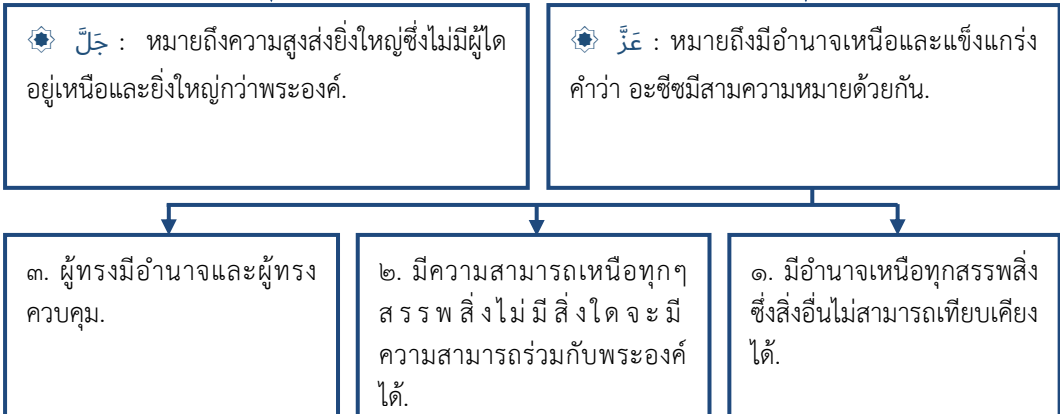 عَزَّ : หมายถึงมีอำนาจเหนือและแข็งแกร่ง
คำว่า อะซีซมีสามความหมายด้วยกัน.
جَلَّ : หมายถึงความสูงส่งยิ่งใหญ่ซึ่งไม่มีผู้ใด
อยู่เหนือและยิ่งใหญ่กว่าพระองค์.
๑. มีอำนาจเหนือทุกสรรพสิ่ง
ซึ่งสิ่งอื่นไม่สามารถเทียบเคียง
ได้.
๒. มีความสามารถเหนือทุกๆ
สรรพสิ่งไม่มีสิ่งใดจะมี
ความสามารถร่วมกับพระองค์
ได้.
๓. ผู้ทรงมีอำนาจและผู้ทรง
ควบคุม.